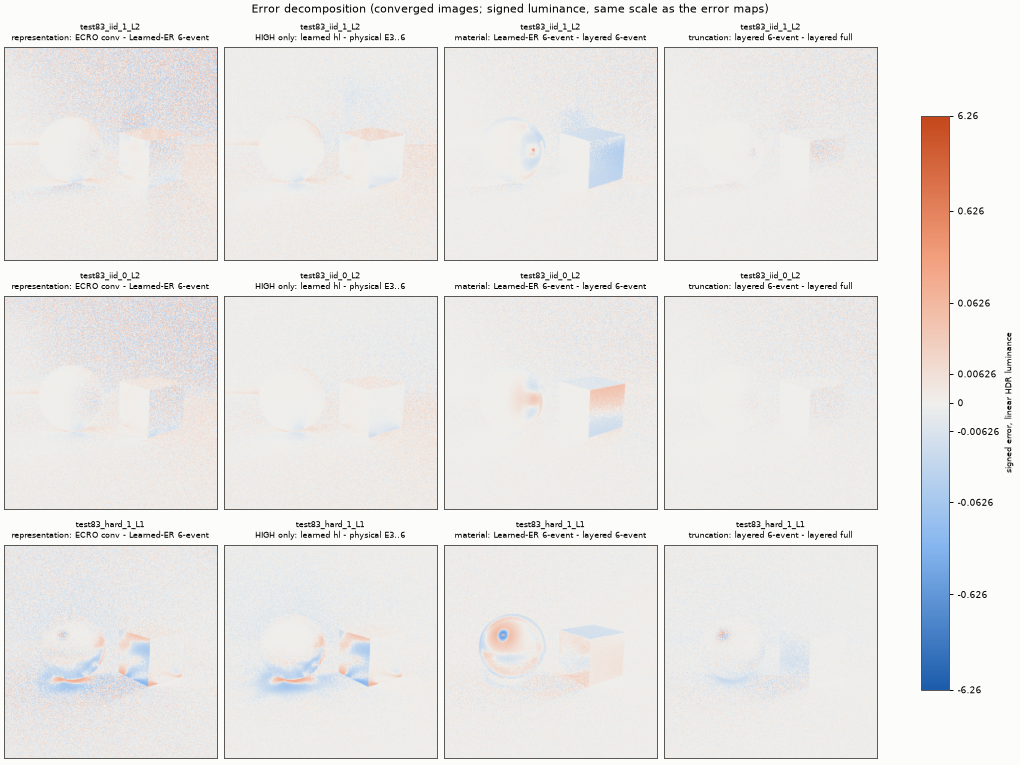 Error decomposition (converged images; signed luminance, same scale as the error maps)
test83_iid_1_L2
representation: ECRO conv - Learned-ER 6-event
test83_iid_1_L2
HIGH only: learned hl - physical E3..6
test83_iid_1_L2
material: Learned-ER 6-event - layered 6-event
test83_iid_1_L2
truncation: layered 6-event - layered full
test83_iid_0_L2
representation: ECRO conv - Learned-ER 6-event
test83_iid_0_L2
HIGH only: learned hl - physical E3..6
test83_iid_0_L2
material: Learned-ER 6-event - layered 6-event
test83_iid_0_L2
truncation: layered 6-event - layered full
test83_hard_1_L1
representation: ECRO conv - Learned-ER 6-event
test83_hard_1_L1
HIGH only: learned hl - physical E3..6
test83_hard_1_L1
material: Learned-ER 6-event - layered 6-event
test83_hard_1_L1
truncation: layered 6-event - layered full
6.26
0.626
0.0626
0.00626
0
-0.00626
-0.0626
-0.626
-6.26
signed error, linear HDR luminance